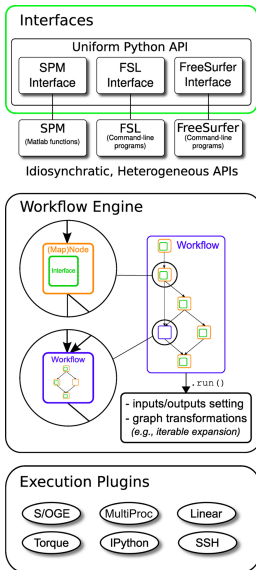 Interfaces
Uniform Python API
SPM
Interface
FSL
Interface
FreeSurfer
Interface
SPM
(Matlab functions)
FSL
(Command-line
programs)
FreeSurfer
(Command-line
programs)
Idiosynchratic, Heterogeneous APIs
Workflow Engine
(Map)Node
Interface
Workflow
Workflow
.run()
- inputs/outputs setting
- graph transformations
(e.g., iterable expansion)
Execution Plugins
S/OGE
MultiProc
Linear
Torque
IPython
SSH